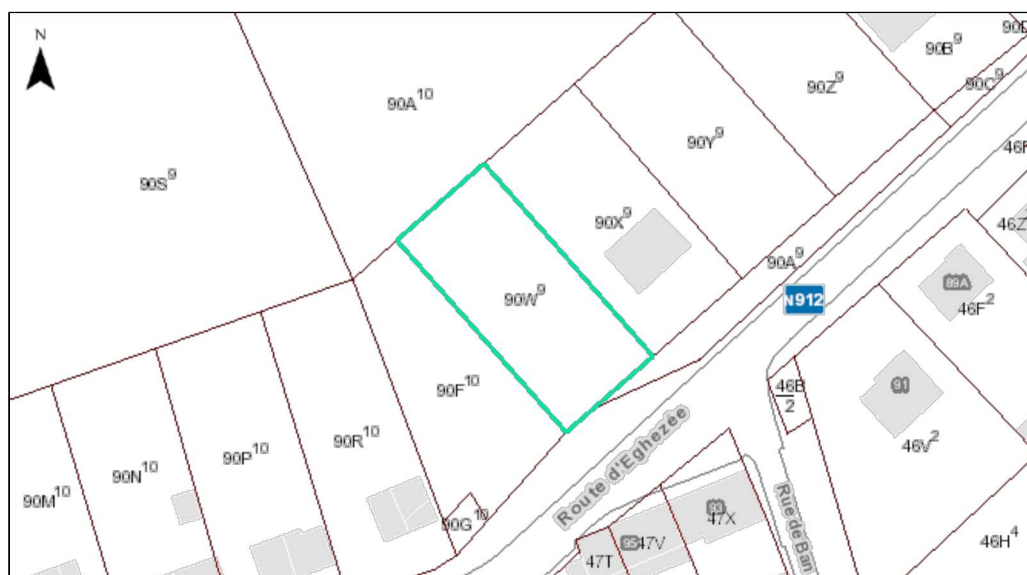 N
90A¹⁰
90B⁹
90C⁹
90Z⁹
90Y⁹
46F
90S⁹
90X⁹
46Z
90A⁹
N912
89A
46F²
90W⁹
90F¹⁰
46B
2
91
46V²
90R¹⁰
90P¹⁰
90N¹⁰
90M¹⁰
90G¹⁰
Route d'Eghezée
93
47X
95
47V
47T
Rue de Ban
46H⁴